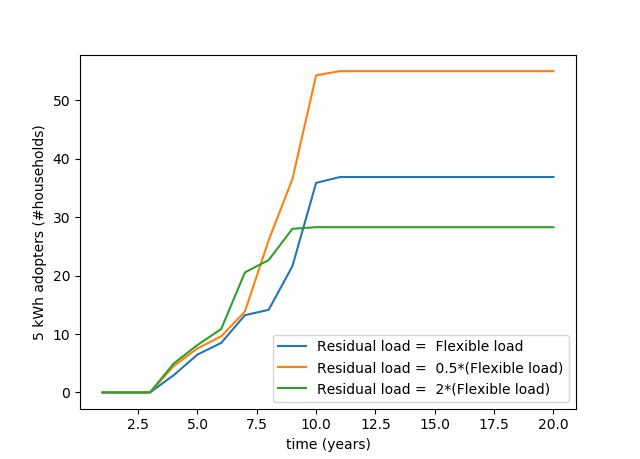 5 kWh adopters (#households)
50
40
30
20
10
0
Residual load =  Flexible load
Residual load =  0.5*(Flexible load)
Residual load =  2*(Flexible load)
2.5 5.0 7.5 10.0 12.5 15.0 17.5 20.0
time (years)